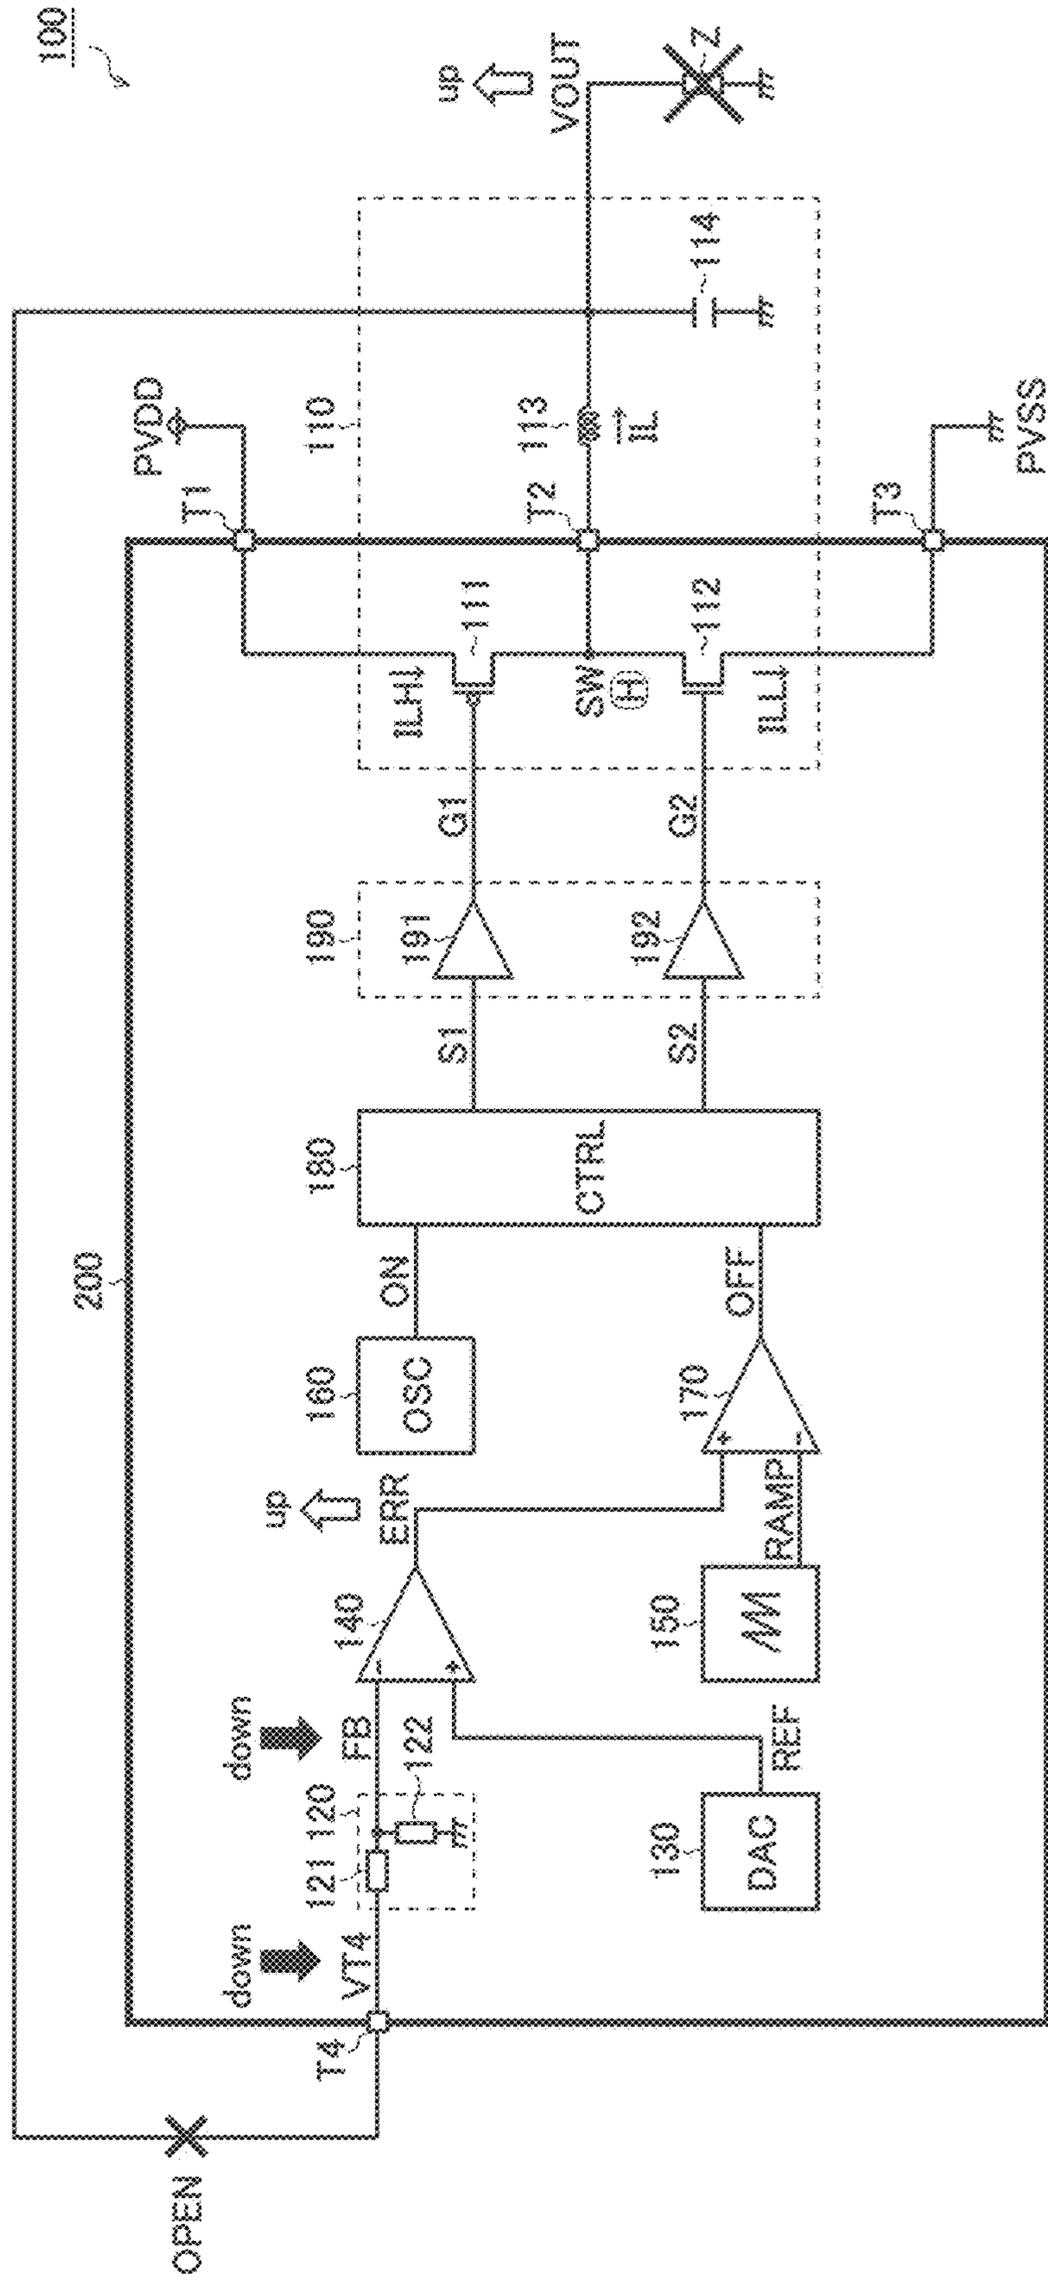 100
up
VOUT
Z
114
PVDD
110
113
IL
PVSS
T1
T2
T3
111
112
ILHI
SW
H
ILLI
G1
G2
190
191
192
S1
S2
180
CTRL
200
ON
OFF
160
OSC
170
up
ERR
RAMP
140
150
down
FB
122
REF
120
121
130
DAC
down
VT4
T4
OPEN